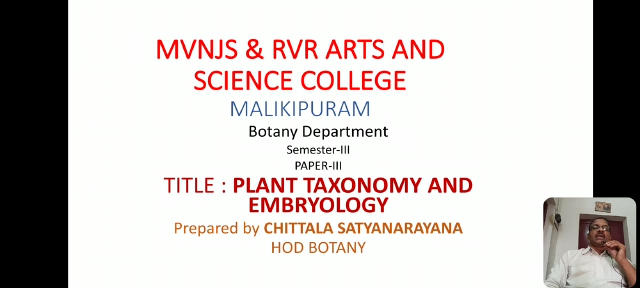 MVNJS & RVR ARTS AND
SCIENCE COLLEGE
MALIKIPURAM
Botany Department
Semester-III
PAPER-III
TITLE : PLANT TAXONOMY AND
EMBRYOLOGY
Prepared by CHITTALA SATYANARAYANA
HOD BOTANY